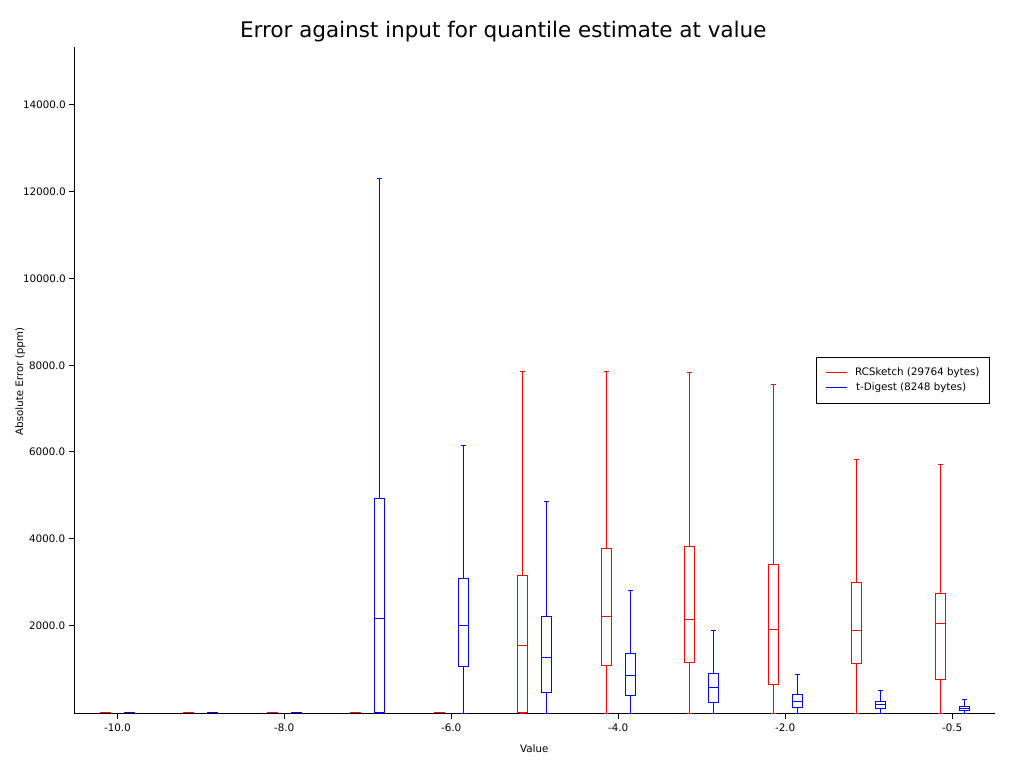 Error against input for quantile estimate at value
14000.0
12000.0
10000.0
8000.0
6000.0
4000.0
2000.0
Absolute Error (ppm)
RCSketch (29764 bytes)
t-Digest (8248 bytes)
-10.0 -8.0 -6.0 -4.0 -2.0 -0.5
Value